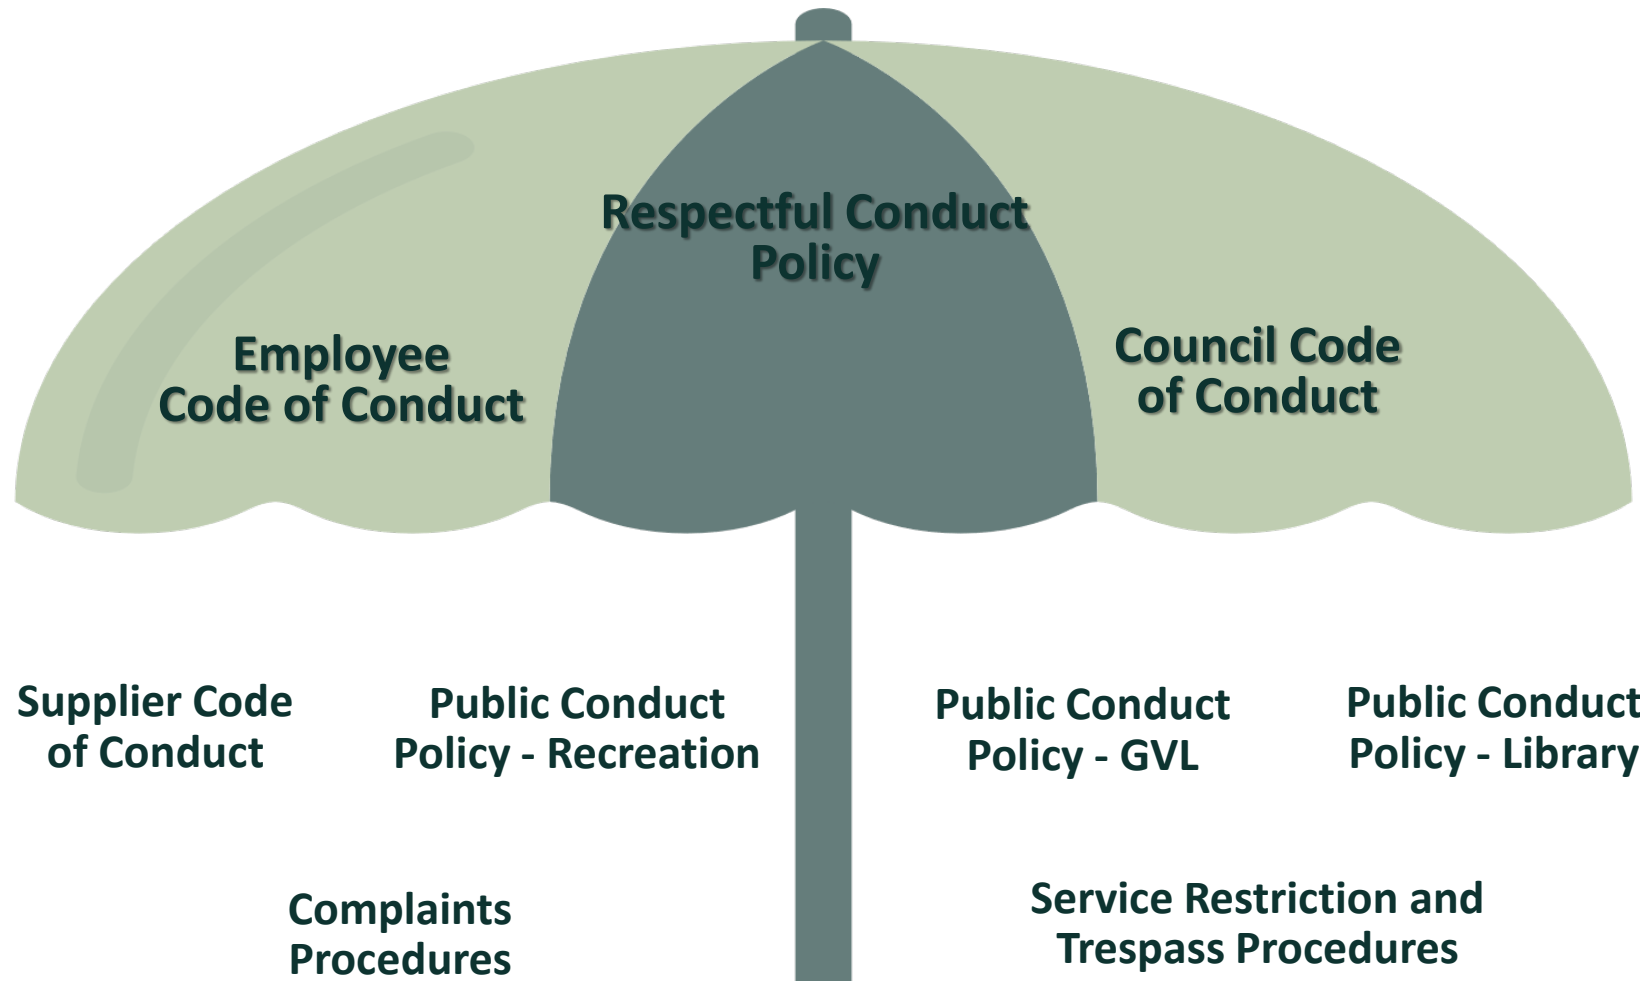 Respectful Conduct
Policy
Employee
Code of Conduct
Council Code
of Conduct
Supplier Code
of Conduct
Public Conduct
Policy - Recreation
Public Conduct
Policy - GVL
Public Conduct
Policy - Library
Complaints
Procedures
Service Restriction and
Trespass Procedures